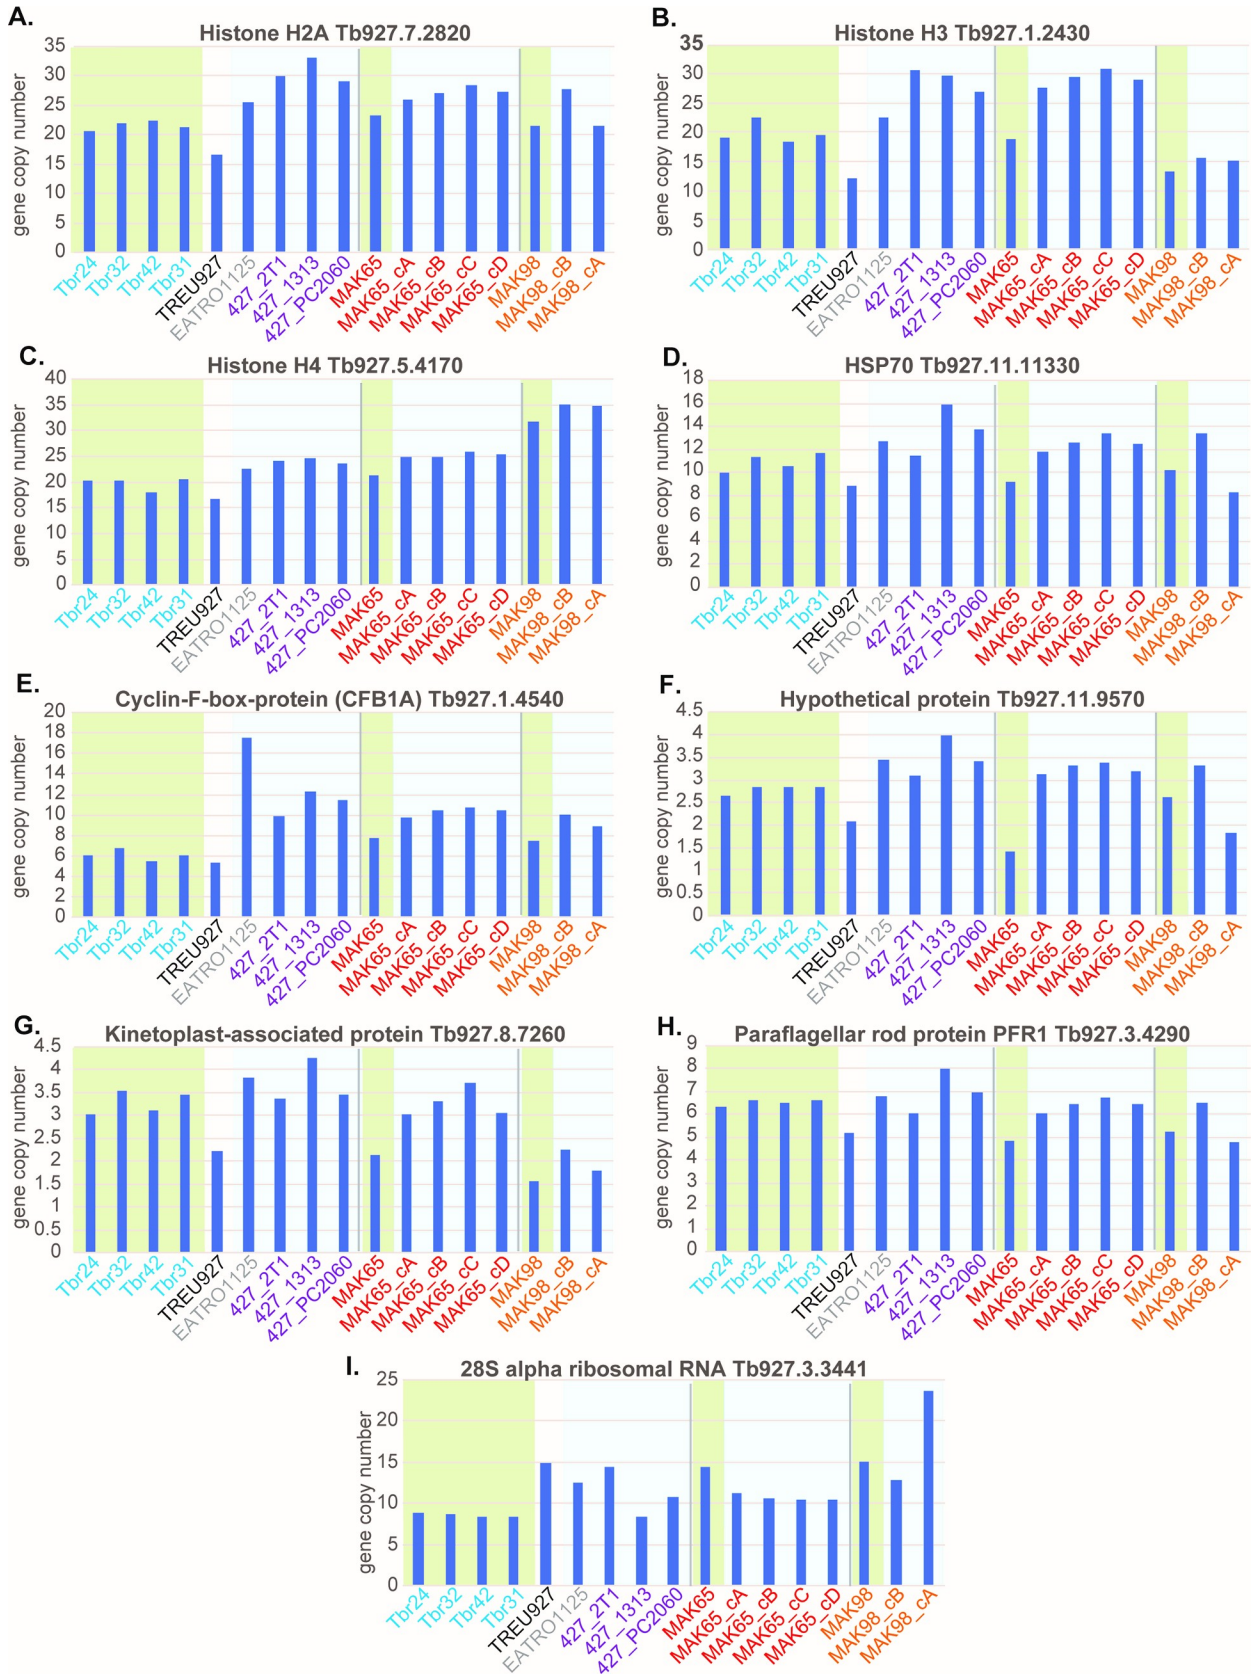 A.
Histone H2A Tb927.7.2820
gene copy number
35
30
25
20
15
10
5
0
Tbr24
Tbr32
Tbr42
Tbr31
TREU927
EATRO1125
427_2T1
427_1313
427_PC2060
MAK65
MAK65_cA
MAK65_cB
MAK65_cC
MAK65_cD
MAK98
MAK98_cB
MAK98_cA
B.
Histone H3 Tb927.1.2430
gene copy number
35
30
25
20
15
10
5
0
Tbr24
Tbr32
Tbr42
Tbr31
TREU927
EATRO1125
427_2T1
427_1313
427_PC2060
MAK65
MAK65_cA
MAK65_cB
MAK65_cC
MAK65_cD
MAK98
MAK98_cB
MAK98_cA
C.
Histone H4 Tb927.5.4170
gene copy number
40
35
30
25
20
15
10
5
0
Tbr24
Tbr32
Tbr42
Tbr31
TREU927
EATRO1125
427_2T1
427_1313
427_PC2060
MAK65
MAK65_cA
MAK65_cB
MAK65_cC
MAK65_cD
MAK98
MAK98_cB
MAK98_cA
D.
HSP70 Tb927.11.11330
gene copy number
18
16
14
12
10
8
6
4
2
0
Tbr24
Tbr32
Tbr42
Tbr31
TREU927
EATRO1125
427_2T1
427_1313
427_PC2060
MAK65
MAK65_cA
MAK65_cB
MAK65_cC
MAK65_cD
MAK98
MAK98_cB
MAK98_cA
E.
Cyclin-F-box-protein (CFB1A) Tb927.1.4540
gene copy number
20
18
16
14
12
10
8
6
4
2
0
Tbr24
Tbr32
Tbr42
Tbr31
TREU927
EATRO1125
427_2T1
427_1313
427_PC2060
MAK65
MAK65_cA
MAK65_cB
MAK65_cC
MAK65_cD
MAK98
MAK98_cB
MAK98_cA
F.
Hypothetical protein Tb927.11.9570
gene copy number
4.5
4
3.5
3
2.5
2
1.5
1
0.5
0
Tbr24
Tbr32
Tbr42
Tbr31
TREU927
EATRO1125
427_2T1
427_1313
427_PC2060
MAK65
MAK65_cA
MAK65_cB
MAK65_cC
MAK65_cD
MAK98
MAK98_cB
MAK98_cA
G.
Kinetoplast-associated protein Tb927.8.7260
gene copy number
4.5
4
3.5
3
2.5
2
1.5
1
0.5
0
Tbr24
Tbr32
Tbr42
Tbr31
TREU927
EATRO1125
427_2T1
427_1313
427_PC2060
MAK65
MAK65_cA
MAK65_cB
MAK65_cC
MAK65_cD
MAK98
MAK98_cB
MAK98_cA
H.
Paraflagellar rod protein PFR1 Tb927.3.4290
gene copy number
9
8
7
6
5
4
3
2
1
0
Tbr24
Tbr32
Tbr42
Tbr31
TREU927
EATRO1125
427_2T1
427_1313
427_PC2060
MAK65
MAK65_cA
MAK65_cB
MAK65_cC
MAK65_cD
MAK98
MAK98_cB
MAK98_cA
I.
28S alpha ribosomal RNA Tb927.3.3441
gene copy number
25
20
15
10
5
0
Tbr24
Tbr32
Tbr42
Tbr31
TREU927
EATRO1125
427_2T1
427_1313
427_PC2060
MAK65
MAK65_cA
MAK65_cB
MAK65_cC
MAK65_cD
MAK98
MAK98_cB
MAK98_cA